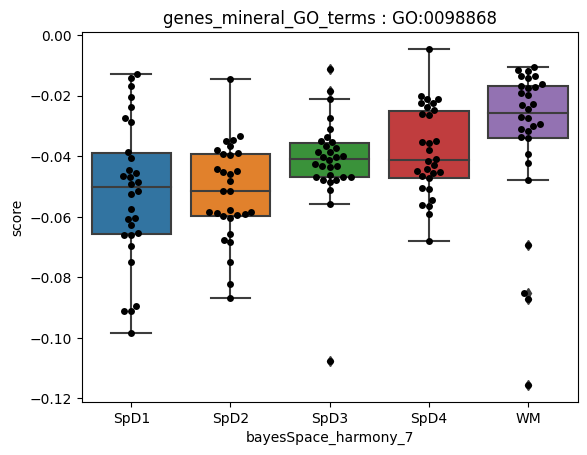 genes_mineral_GO_terms : GO:0098868
0.00
−0.02
−0.04
−0.06
−0.08
−0.10
−0.12
score
SpD1 SpD2 SpD3 SpD4 WM
bayesSpace_harmony_7